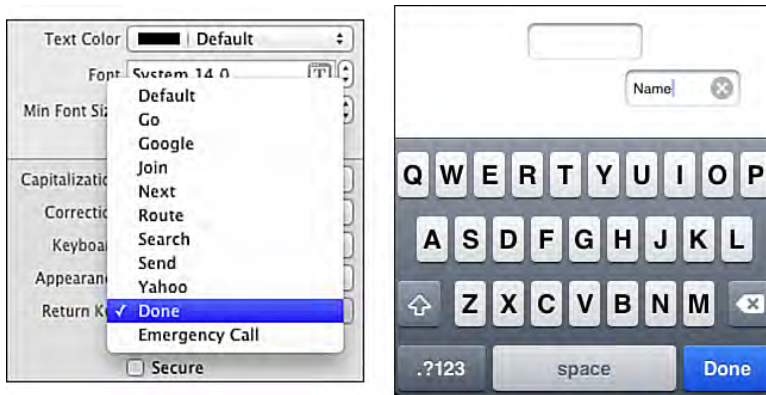 Text Color Default
Font System 14.0 T
Min Font Siz
Default
Go
Google
Join
Next
Route
Search
Send
Yahoo
✓ Done
Emergency Call
Capitalizatio
Correctio
Keyboa
Appearan
Return K
Secure
Name
Q W E R T Y U I O P
A S D F G H J K L
Z X C V B N M
.?123 space Done